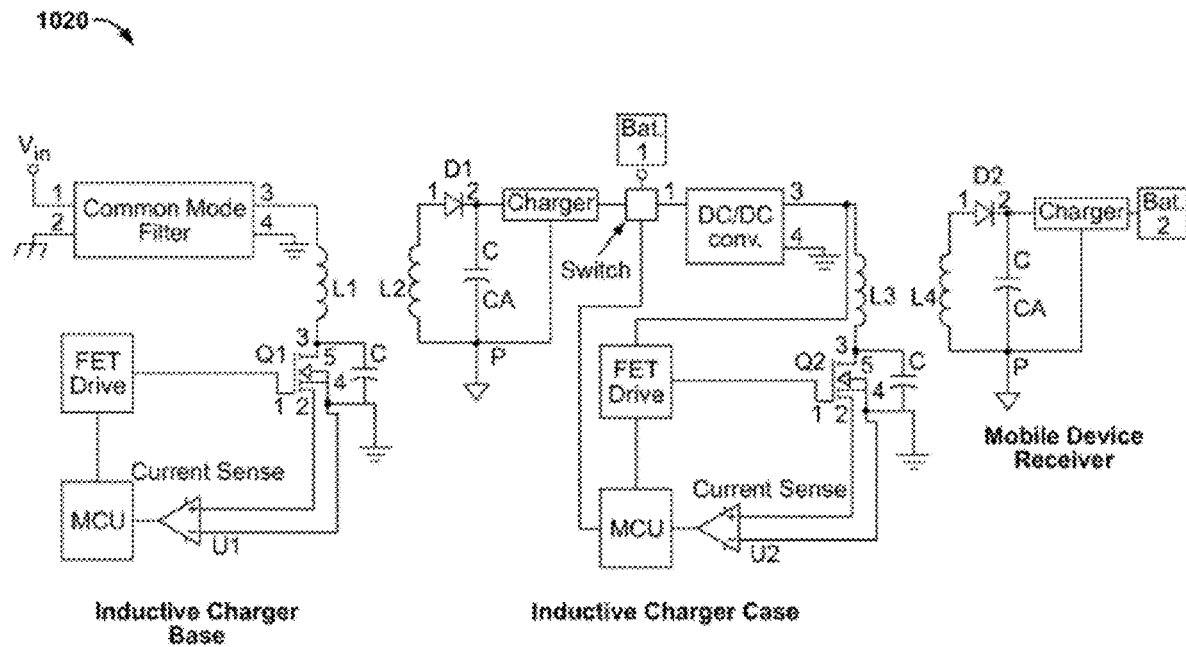 1020
Vin
1
2
Common Mode
Filter
3
4
L1
FET
Drive
Q1
3
5
4
1
2
C
Current Sense
MCU
U1
Inductive Charger
Base
L2
1
D1
2
C
CA
P
Charger
Switch
Bat.
1
1
DC/DC
conv.
3
4
L3
FET
Drive
Q2
3
5
4
1
2
C
Current Sense
MCU
U2
Inductive Charger Case
L4
1
D2
2
C
CA
P
Charger
Bat.
2
Mobile Device
Receiver